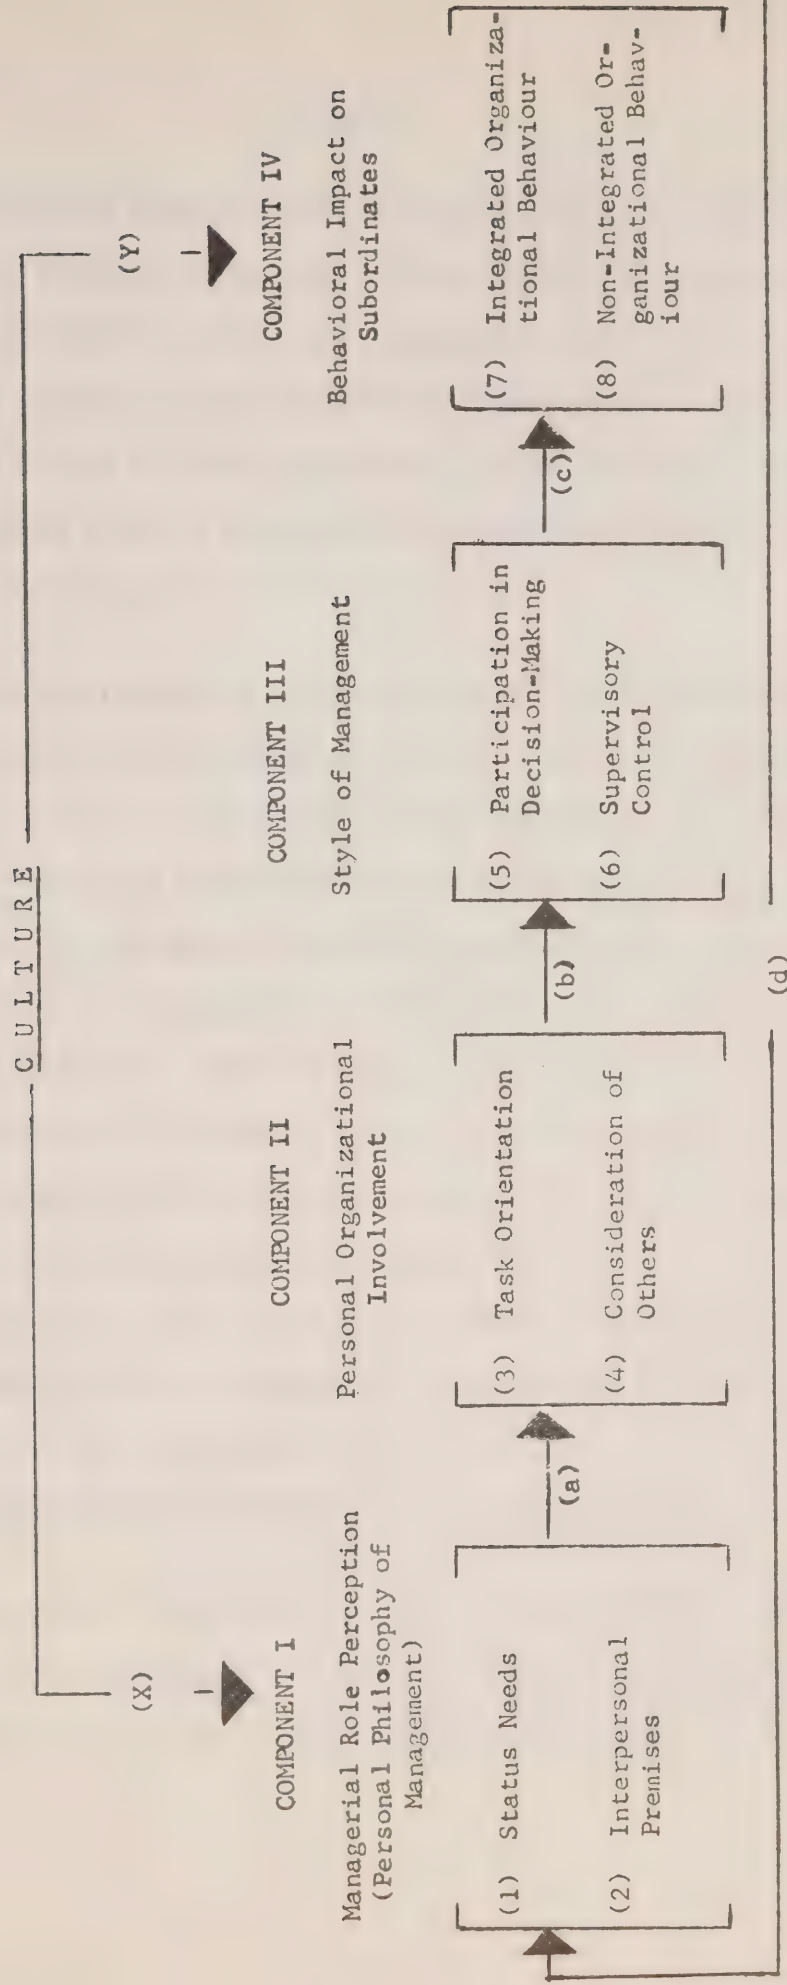 C U L T U R E
(X)
(Y)
COMPONENT I
Managerial Role Perception
(Personal Philosophy of
Management)
(1) Status Needs
(2) Interpersonal
Premises
(a)
COMPONENT II
Personal Organizational
Involvement
(3) Task Orientation
(4) Consideration of
Others
(b)
COMPONENT III
Style of Management
(5) Participation in
Decision-Making
(6) Supervisory
Control
(c)
COMPONENT IV
Behavioral Impact on
Subordinates
(7) Integrated Organiza-
tional Behaviour
(8) Non-Integrated Or-
ganizational Behav-
iour
(d)